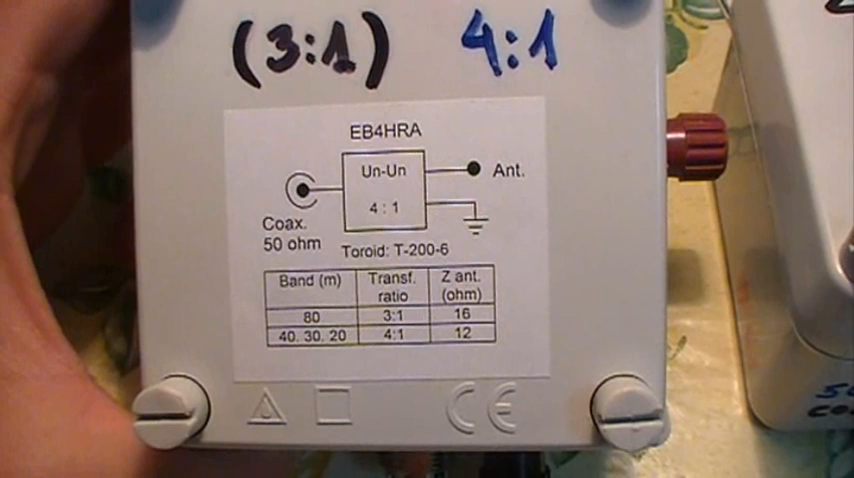 (3:1) 4:1
EB4HRA
Un-Un
4 : 1
Ant.
Coax.
50 ohm
Toroid: T-200-6
Band (m) Transf. ratio Z ant. (ohm)
80 3:1 16
40. 30. 20 4:1 12
CE